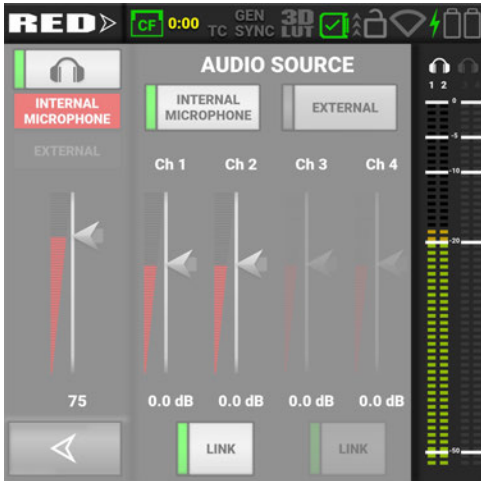 RED
CF 0:00
GEN
TC SYNC
3D
LUT
AUDIO SOURCE
INTERNAL
MICROPHONE
EXTERNAL
INTERNAL
MICROPHONE
EXTERNAL
Ch 1 Ch 2 Ch 3 Ch 4
75
0.0 dB 0.0 dB 0.0 dB 0.0 dB
LINK
LINK
1 2
0
-5
-10
-20
-50